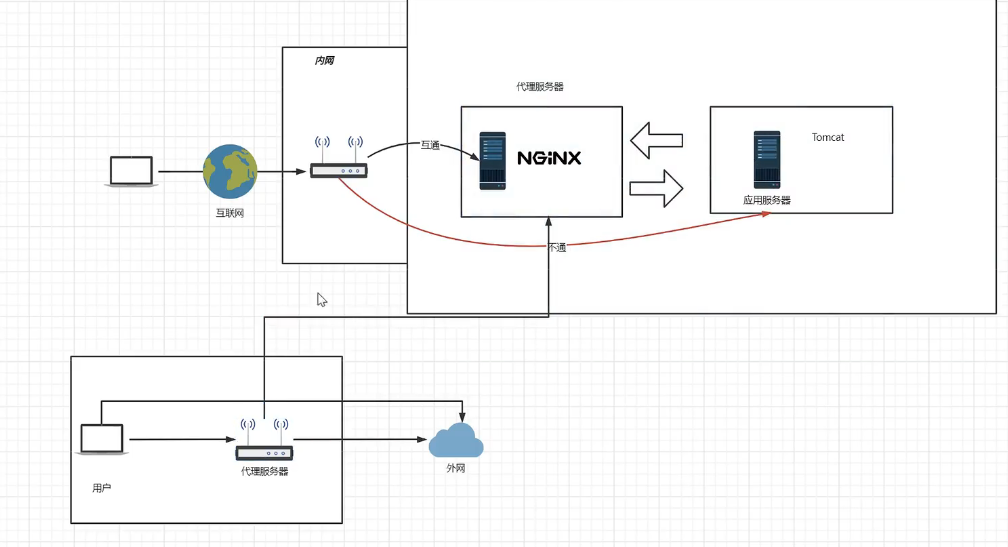 内网
代理服务器
互通
NGINX
Tomcat
应用服务器
互联网
不通
代理服务器
用户
外网